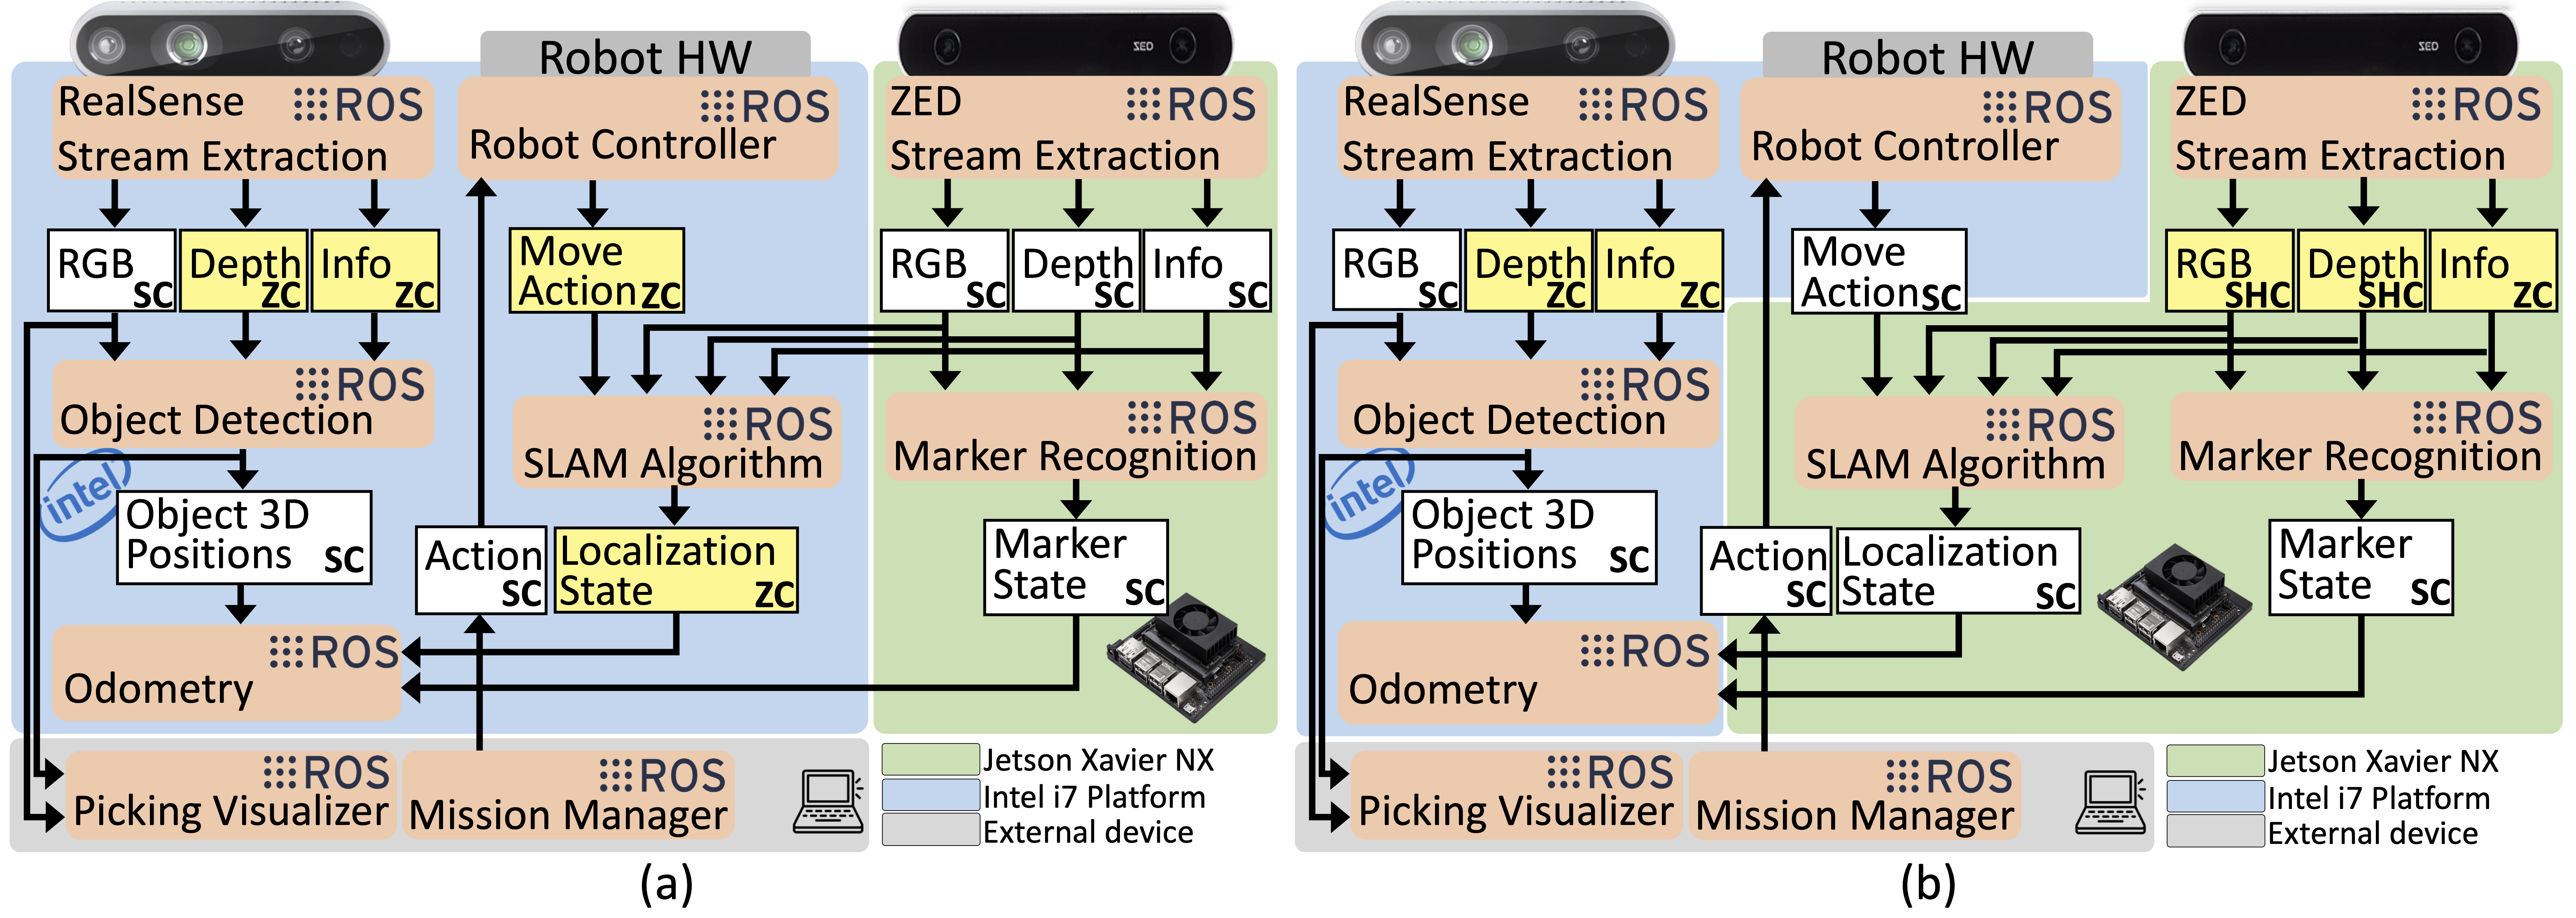 ZED
Robot HW
RealSense
ROS
Stream Extraction
ROS
Robot Controller
ZED
ROS
Stream Extraction
RGB
SC
Depth
ZC
Info
ZC
Move
Action ZC
RGB
SC
Depth
SC
Info
SC
ROS
Object Detection
ROS
SLAM Algorithm
ROS
Marker Recognition
intel
Object 3D
Positions SC
Action
SC
Localization
State ZC
Marker
State SC
ROS
Odometry
ROS
Picking Visualizer
ROS
Mission Manager
Jetson Xavier NX
Intel i7 Platform
External device
(a)
ZED
Robot HW
RealSense
ROS
Stream Extraction
ROS
Robot Controller
ZED
ROS
Stream Extraction
RGB
SC
Depth
ZC
Info
ZC
Move
Action SC
RGB
SHC
Depth
SHC
Info
ZC
ROS
Object Detection
ROS
SLAM Algorithm
ROS
Marker Recognition
intel
Object 3D
Positions SC
Action
SC
Localization
State SC
Marker
State SC
ROS
Odometry
ROS
Picking Visualizer
ROS
Mission Manager
Jetson Xavier NX
Intel i7 Platform
External device
(b)